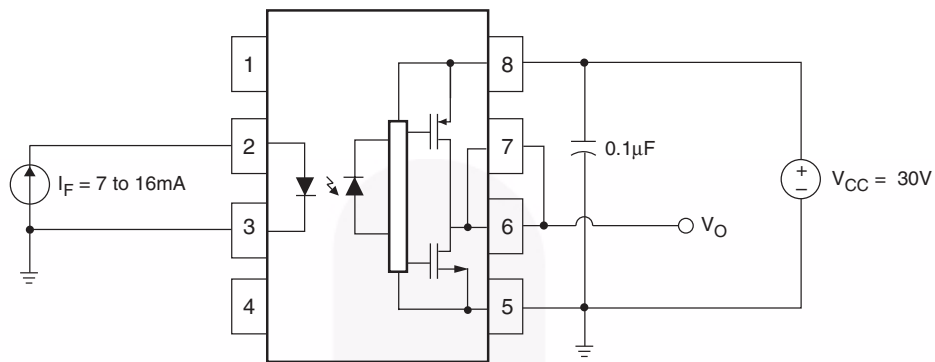 1
8
2
7
I_F = 7 to 16mA
0.1μF
V_CC = 30V
+
–
3
6
V_O
4
5